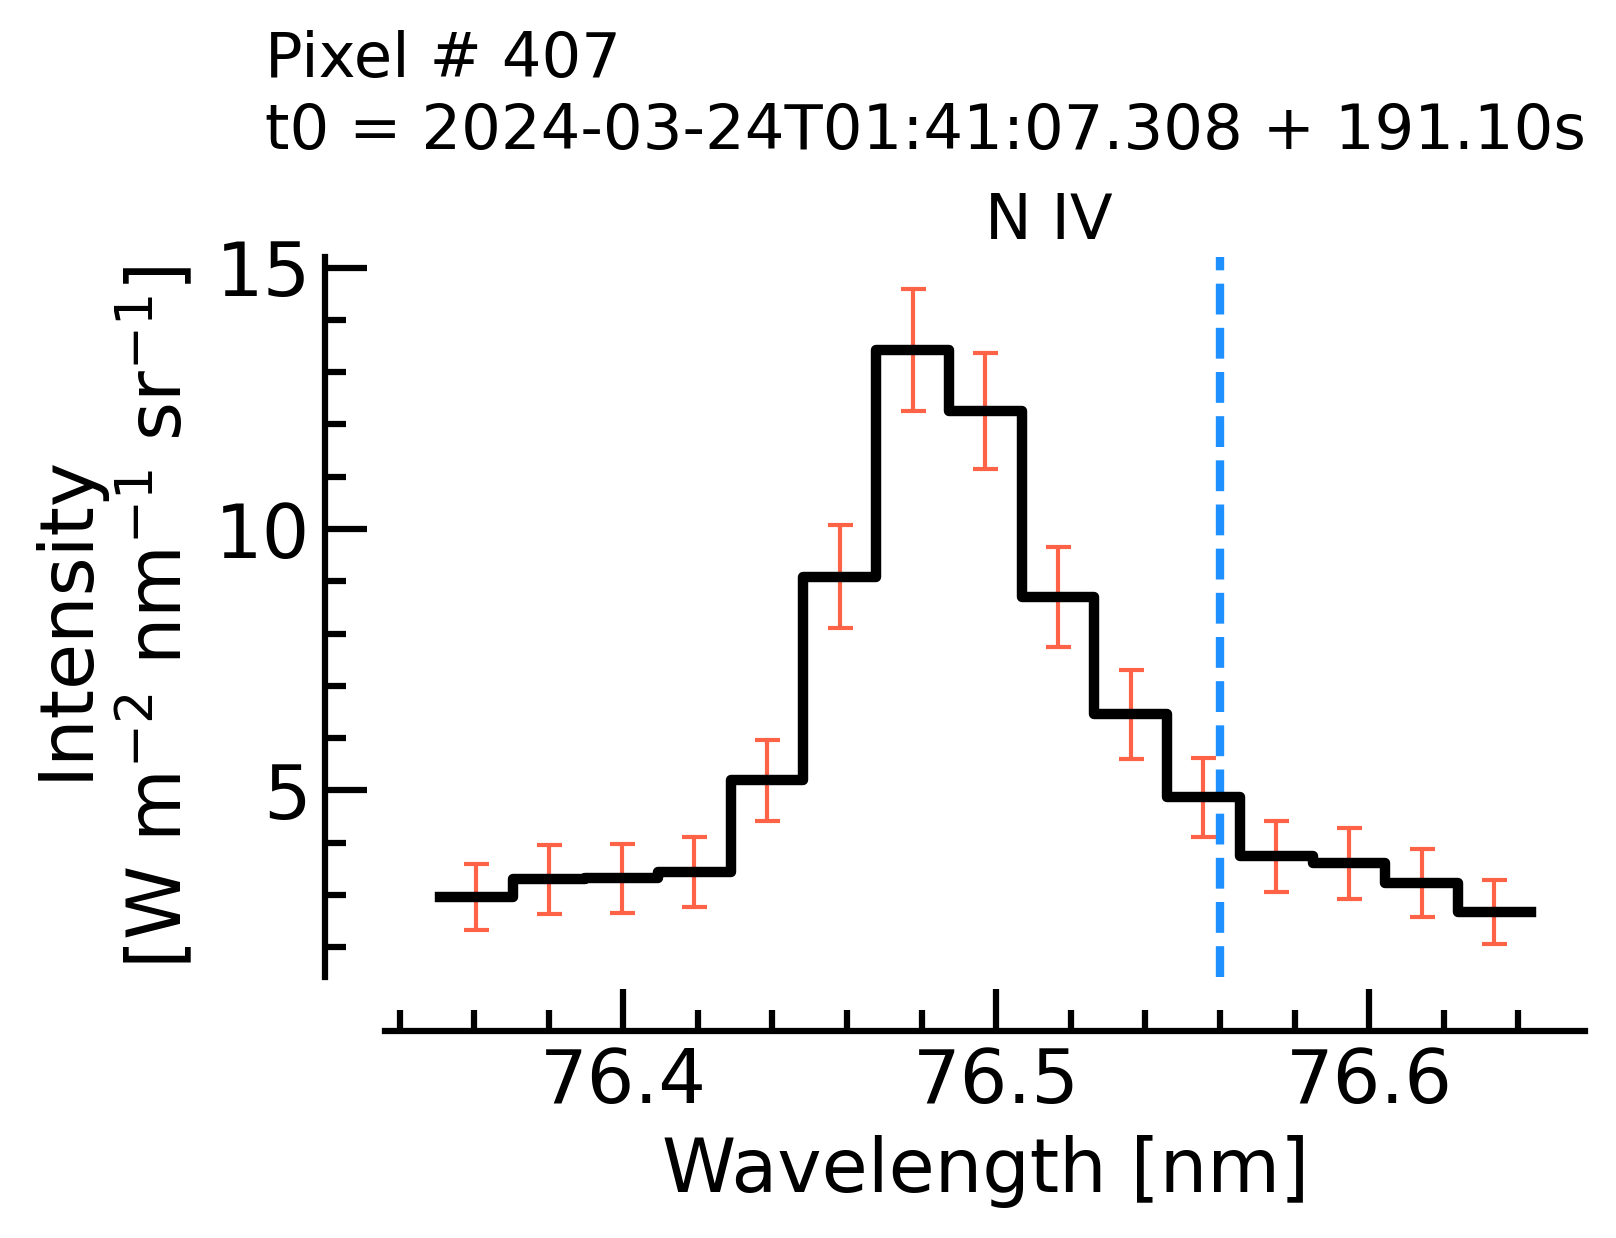 Pixel # 407
t0 = 2024-03-24T01:41:07.308 + 191.10s
N IV
Intensity
[W m⁻² nm⁻¹ sr⁻¹]
15
10
5
76.4 76.5 76.6
Wavelength [nm]